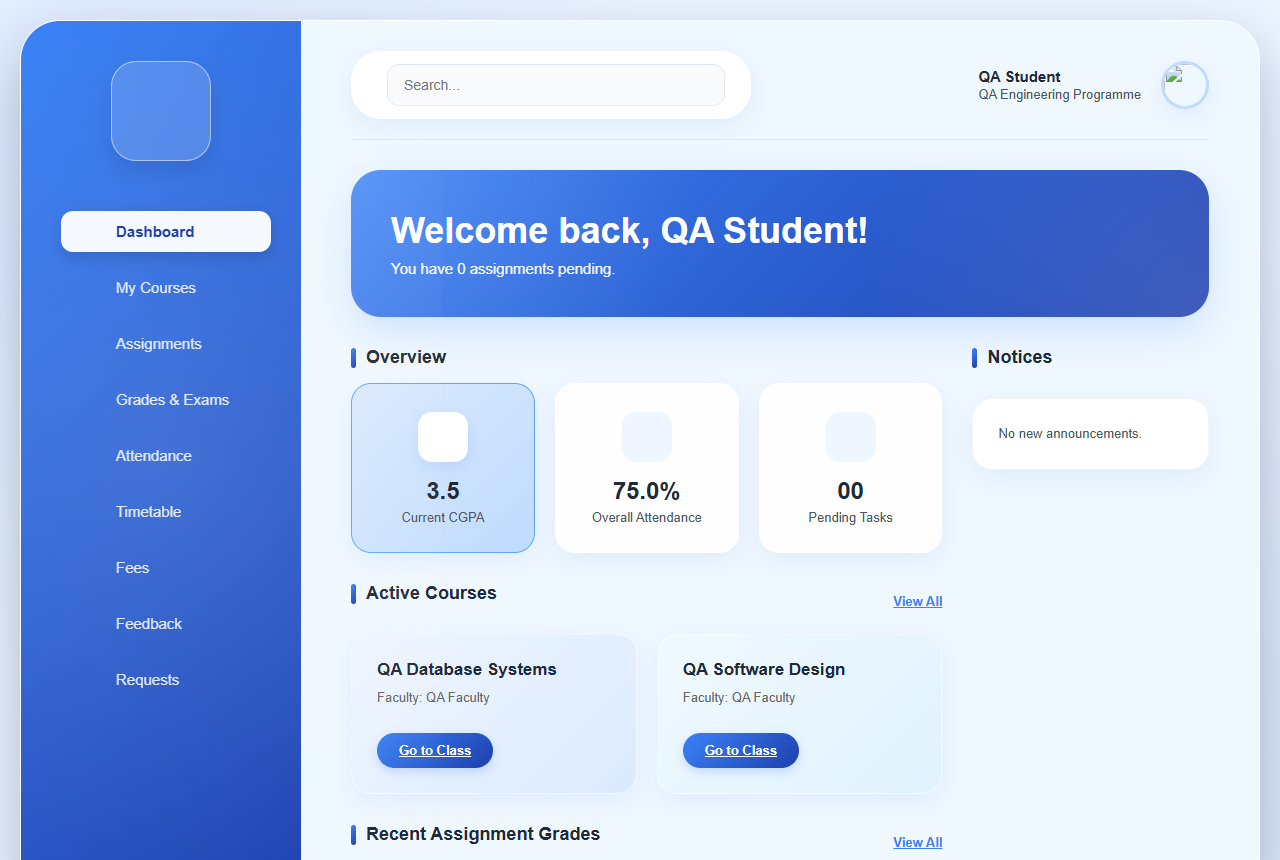 Search...
QA Student
QA Engineering Programme
Dashboard
My Courses
Assignments
Grades & Exams
Attendance
Timetable
Fees
Feedback
Requests
Welcome back, QA Student!
You have 0 assignments pending.
Overview
3.5
Current CGPA
75.0%
Overall Attendance
00
Pending Tasks
Notices
No new announcements.
Active Courses
View All
QA Database Systems
Faculty: QA Faculty
Go to Class
QA Software Design
Faculty: QA Faculty
Go to Class
Recent Assignment Grades
View All